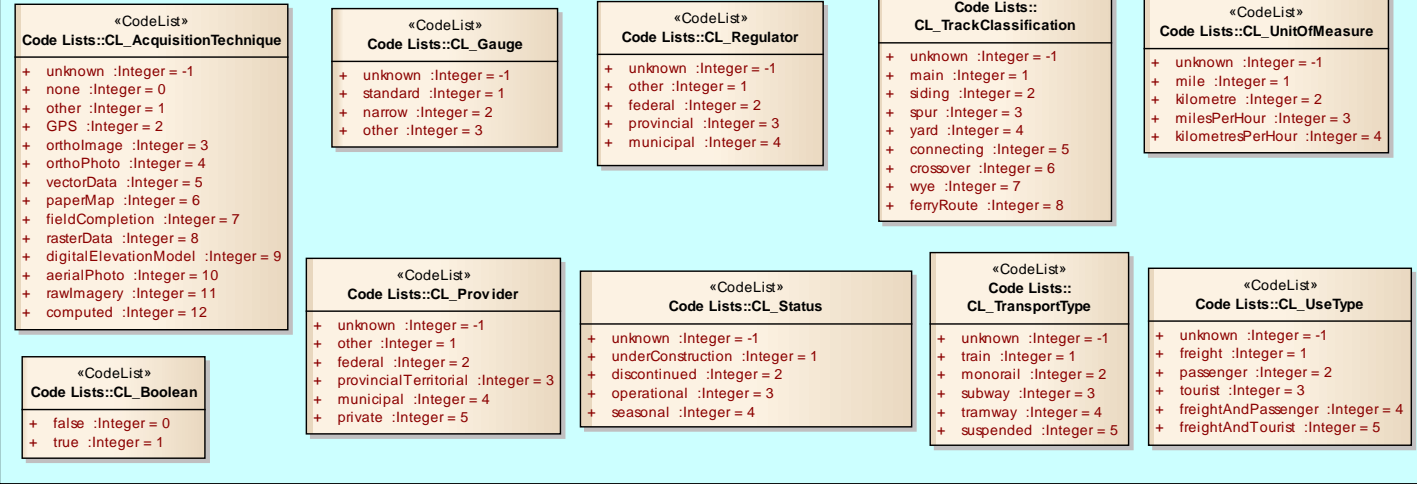 «CodeList»
Code Lists::CL_AcquisitionTechnique
+ unknown :Integer = -1
+ none :Integer = 0
+ other :Integer = 1
+ GPS :Integer = 2
+ orthoImage :Integer = 3
+ orthoPhoto :Integer = 4
+ vectorData :Integer = 5
+ paperMap :Integer = 6
+ fieldCompletion :Integer = 7
+ rasterData :Integer = 8
+ digitalElevationModel :Integer = 9
+ aerialPhoto :Integer = 10
+ rawImagery :Integer = 11
+ computed :Integer = 12
«CodeList»
Code Lists::CL_Gauge
+ unknown :Integer = -1
+ standard :Integer = 1
+ narrow :Integer = 2
+ other :Integer = 3
«CodeList»
Code Lists::CL_Regulator
+ unknown :Integer = -1
+ other :Integer = 1
+ federal :Integer = 2
+ provincial :Integer = 3
+ municipal :Integer = 4
Code Lists::
CL_TrackClassification
+ unknown :Integer = -1
+ main :Integer = 1
+ siding :Integer = 2
+ spur :Integer = 3
+ yard :Integer = 4
+ connecting :Integer = 5
+ crossover :Integer = 6
+ wye :Integer = 7
+ ferryRoute :Integer = 8
«CodeList»
Code Lists::CL_UnitOfMeasure
+ unknown :Integer = -1
+ mile :Integer = 1
+ kilometre :Integer = 2
+ milesPerHour :Integer = 3
+ kilometresPerHour :Integer = 4
«CodeList»
Code Lists::CL_Boolean
+ false :Integer = 0
+ true :Integer = 1
«CodeList»
Code Lists::CL_Provider
+ unknown :Integer = -1
+ other :Integer = 1
+ federal :Integer = 2
+ provincialTerritorial :Integer = 3
+ municipal :Integer = 4
+ private :Integer = 5
«CodeList»
Code Lists::CL_Status
+ unknown :Integer = -1
+ underConstruction :Integer = 1
+ discontinued :Integer = 2
+ operational :Integer = 3
+ seasonal :Integer = 4
«CodeList»
Code Lists::
CL_TransportType
+ unknown :Integer = -1
+ train :Integer = 1
+ monorail :Integer = 2
+ subway :Integer = 3
+ tramway :Integer = 4
+ suspended :Integer = 5
«CodeList»
Code Lists::CL_UseType
+ unknown :Integer = -1
+ freight :Integer = 1
+ passenger :Integer = 2
+ tourist :Integer = 3
+ freightAndPassenger :Integer = 4
+ freightAndTourist :Integer = 5